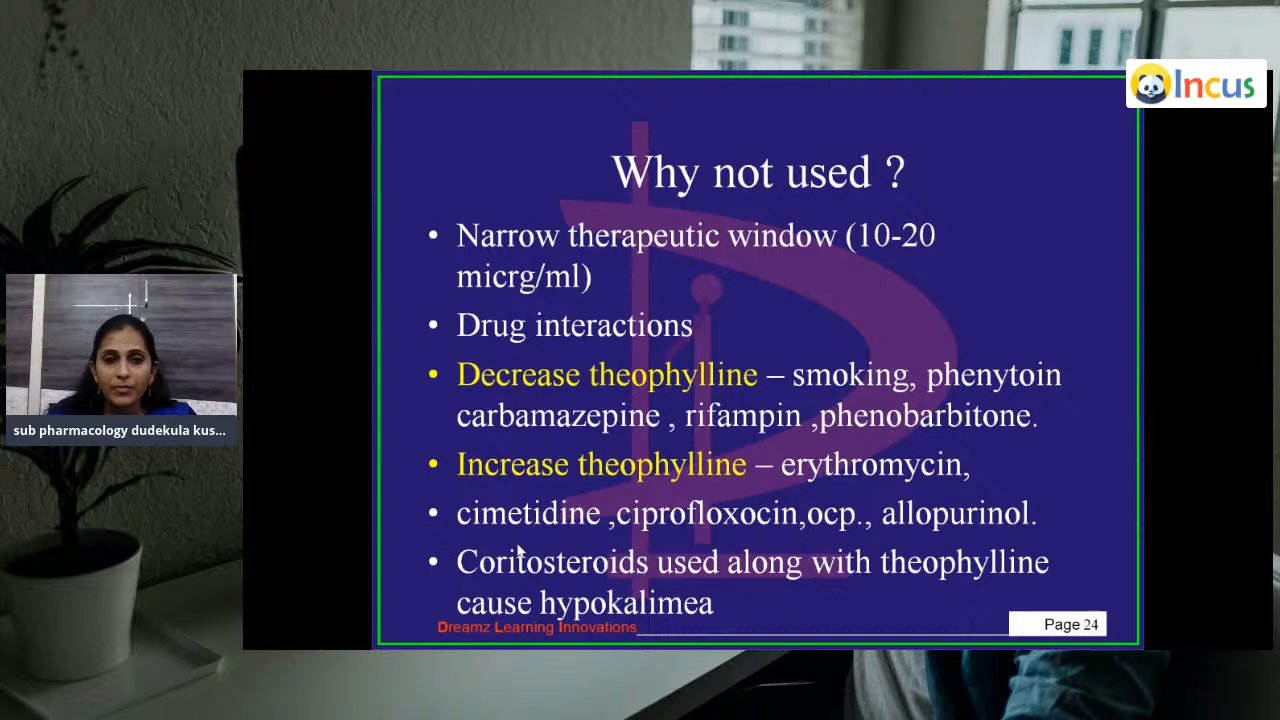 Incus
Why not used ?
• Narrow therapeutic window (10-20
micrg/ml)
• Drug interactions
• Decrease theophylline – smoking, phenytoin
carbamazepine , rifampin ,phenobarbitone.
• Increase theophylline – erythromycin,
• cimetidine ,ciprofloxocin,ocp., allopurinol.
• Coritosteroids used along with theophylline
cause hypokalimea
Dreamz Learning Innovations
Page 24
sub pharmacology dudekula kus...